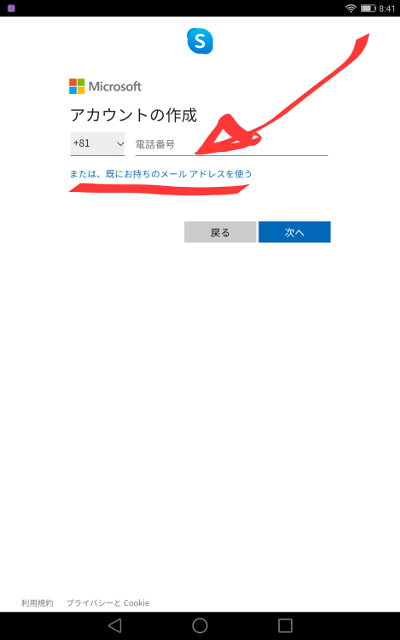 8:41
S
Microsoft
アカウントの作成
+81 電話番号
または、既にお持ちのメール アドレスを使う
戻る 次へ
利用規約 プライバシーと Cookie